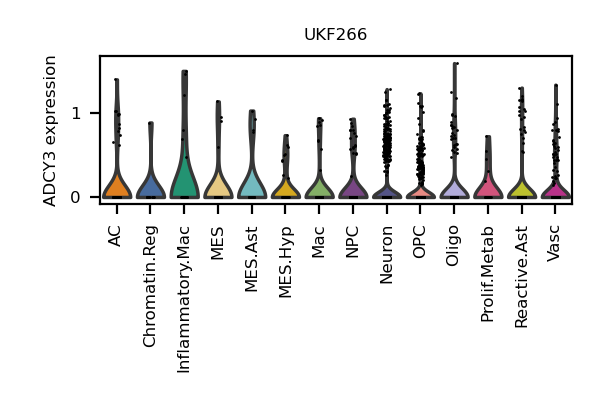 UKF266
ADCY3 expression
1
0
AC
Chromatin.Reg
Inflammatory.Mac
MES
MES.Ast
MES.Hyp
Mac
NPC
Neuron
OPC
Oligo
Prolif.Metab
Reactive.Ast
Vasc